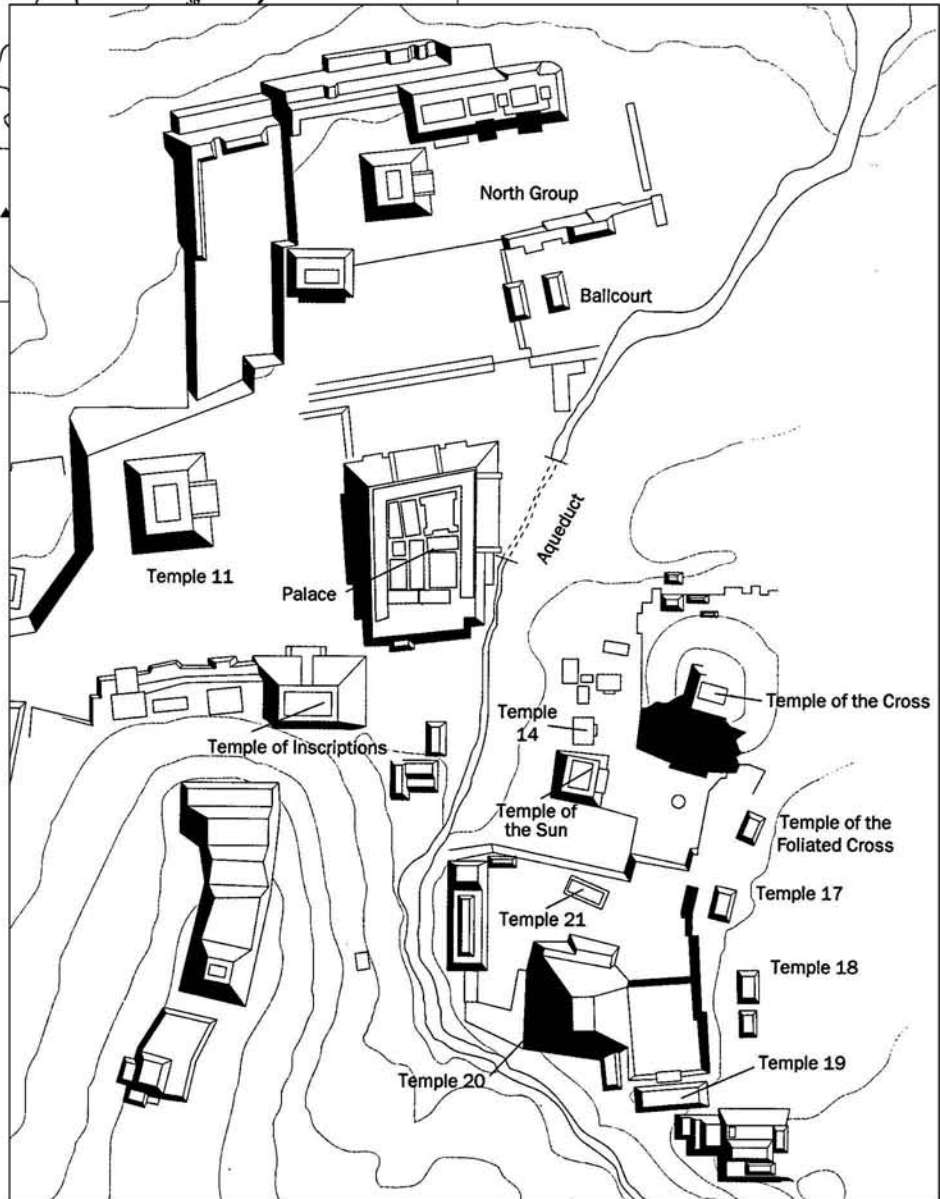 North Group
Ballcourt
Aqueduct
Temple 11
Palace
Temple of the Cross
Temple
14
Temple of Inscriptions
Temple of
the Sun
Temple of the
Foliated Cross
Temple 17
Temple 21
Temple 18
Temple 19
Temple 20